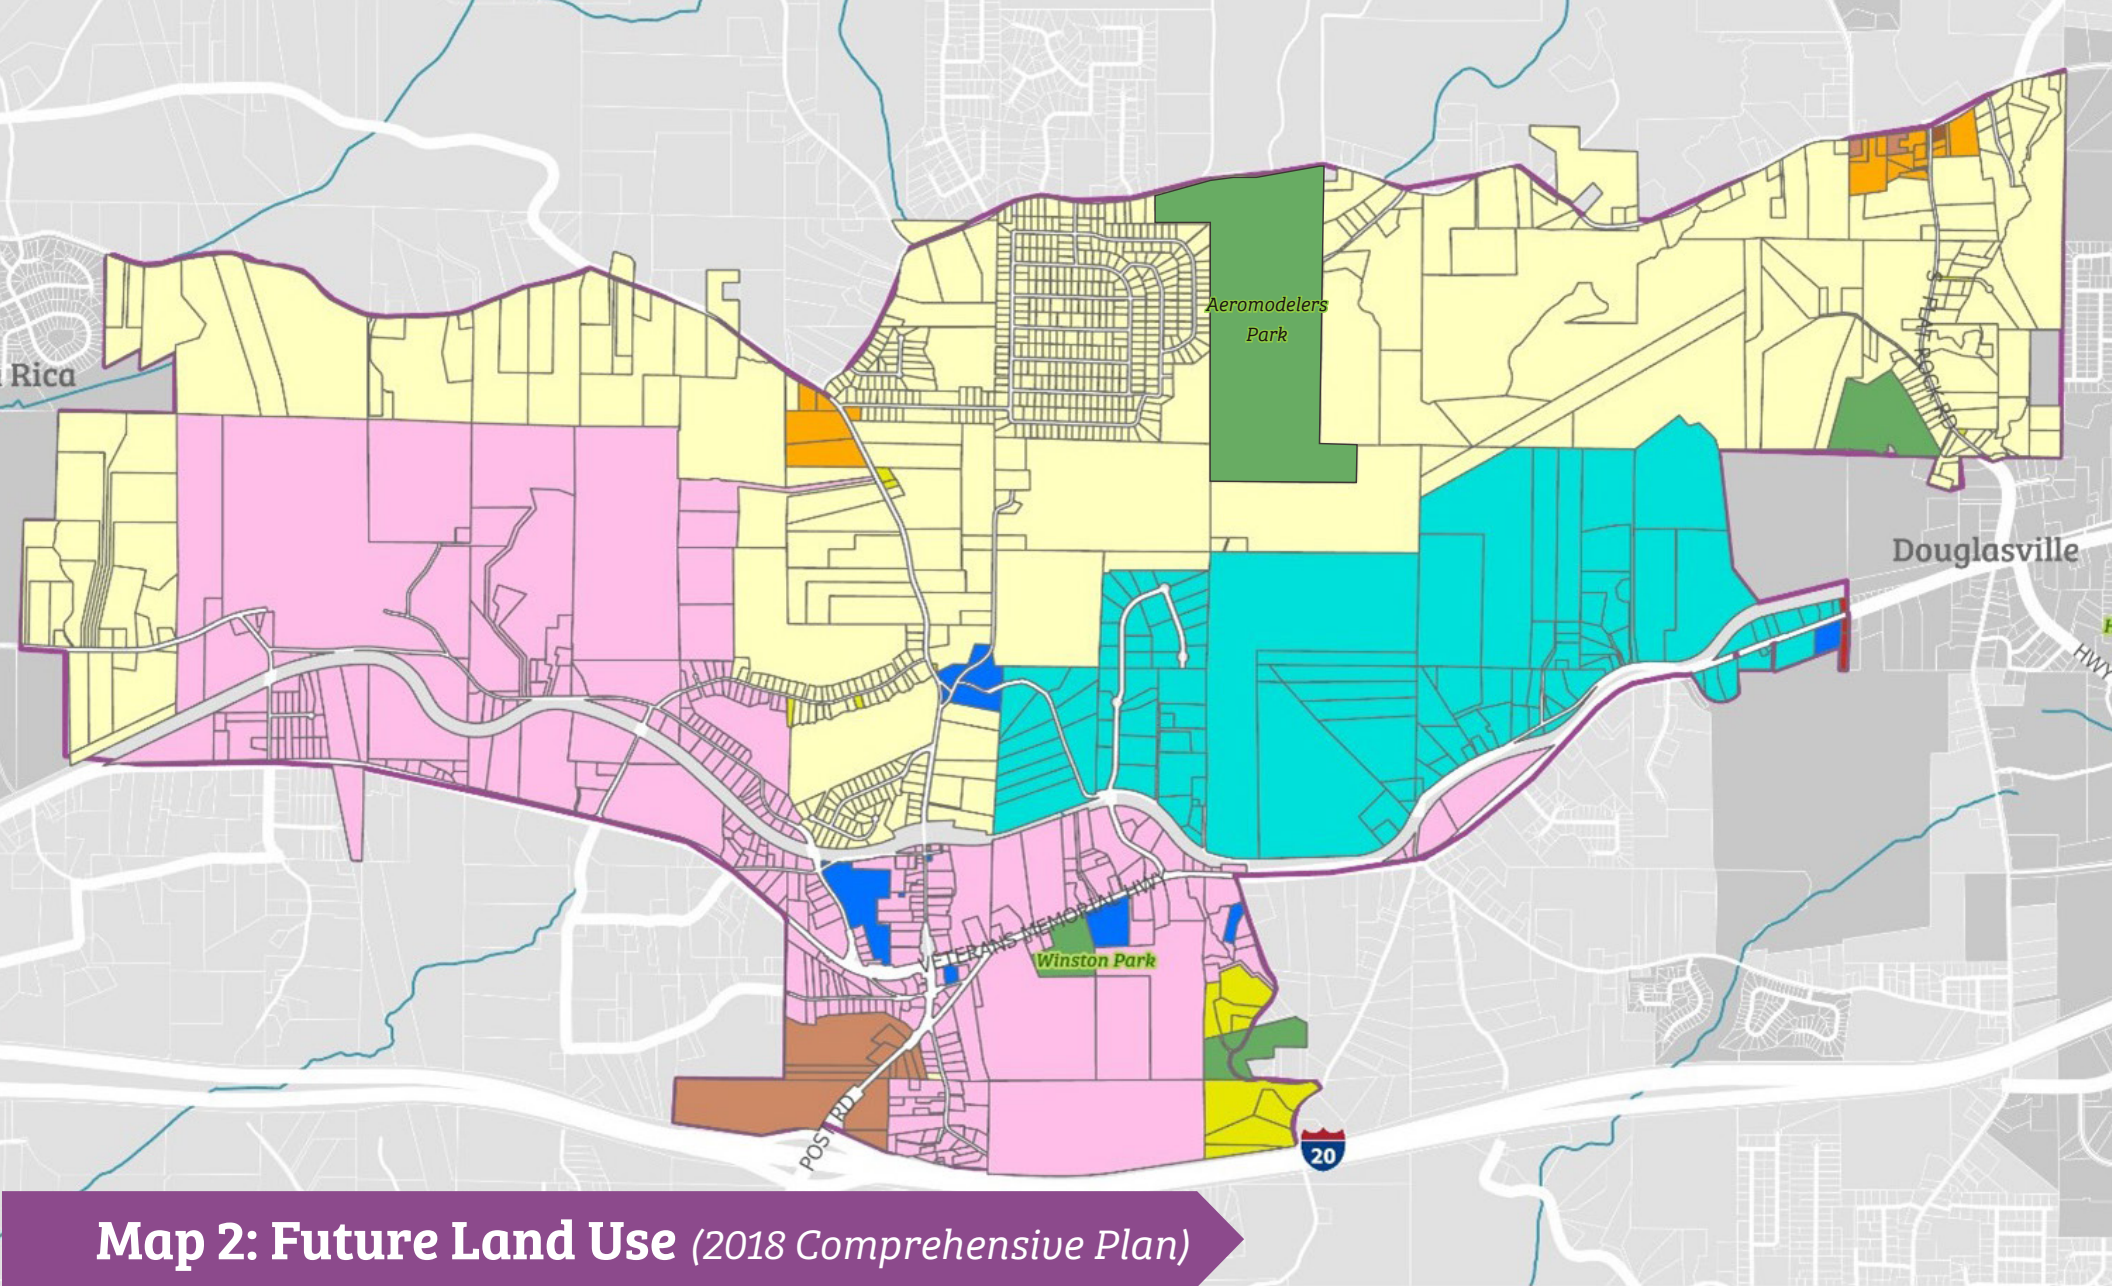 Aeromodelers
Park
Rica
S FLAT ROCK RD
Douglasville
HWY
VETERANS MEMORIAL HWY
Winston Park
POST RD
20
Map 2: Future Land Use (2018 Comprehensive Plan)